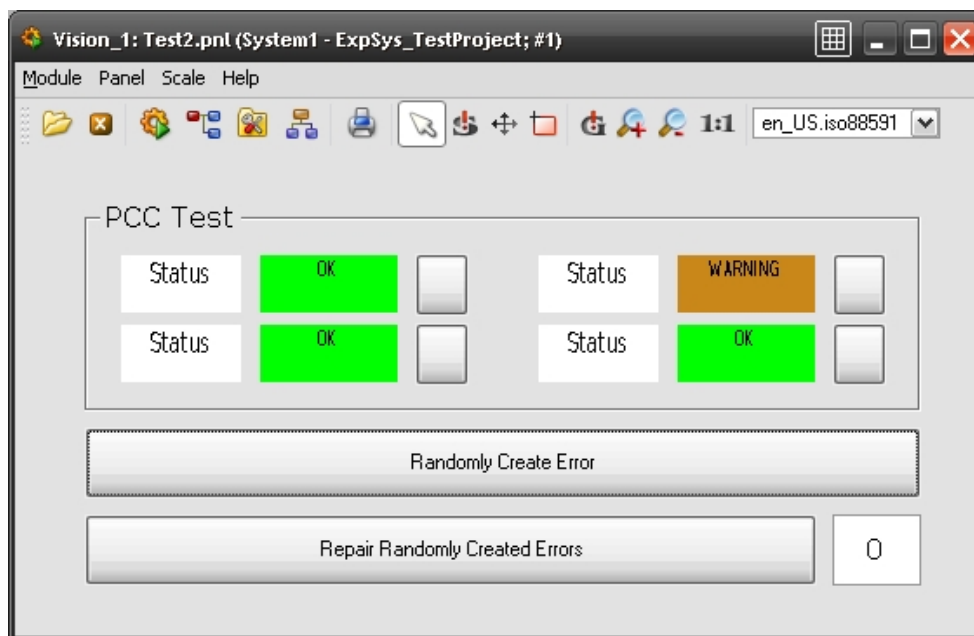 Vision_1: Test2.pnl (System1 - ExpSys_TestProject; #1)
Module Panel Scale Help
1:1 en_US.iso88591
PCC Test
Status OK Status WARNING
Status OK Status OK
Randomly Create Error
Repair Randomly Created Errors 0